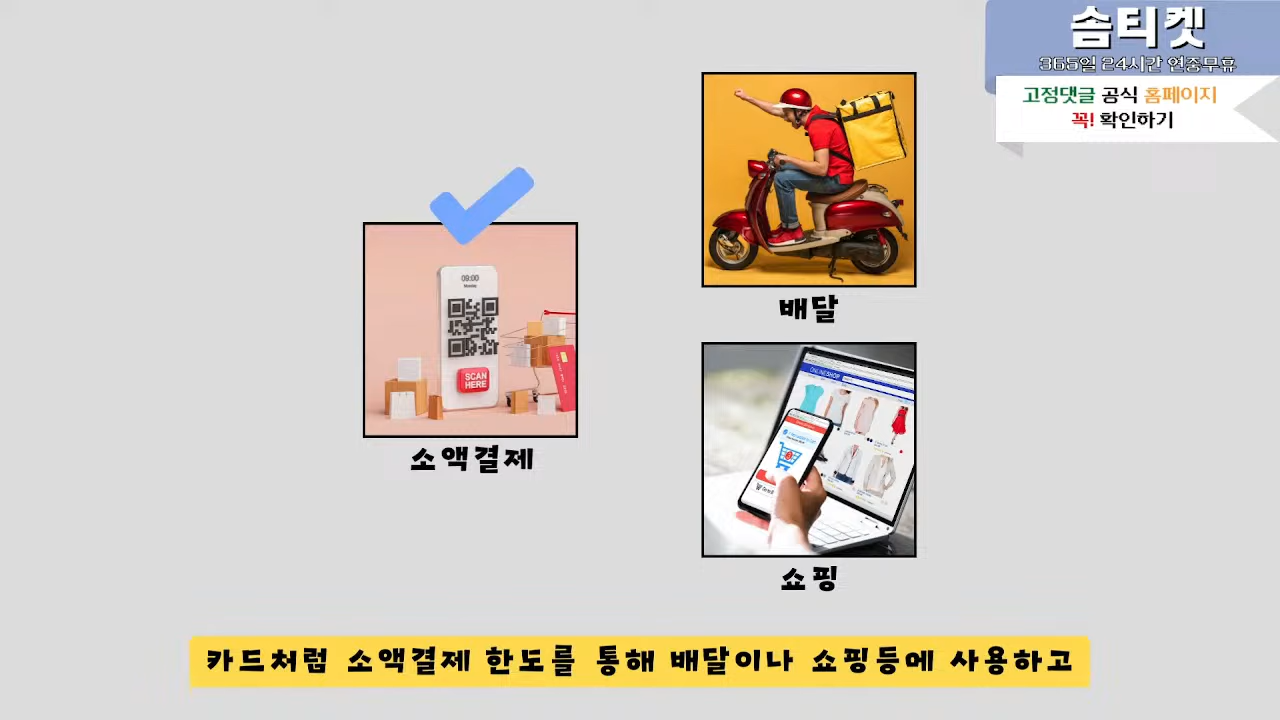 솜티켓
365일 24시간 연중무휴
고정댓글 공식 홈페이지
꼭! 확인하기
09:00
Monday
SCAN
HERE
소액결제
배달
ONLINESHOP
쇼핑
카드처럼 소액결제 한도를 통해 배달이나 쇼핑등에 사용하고